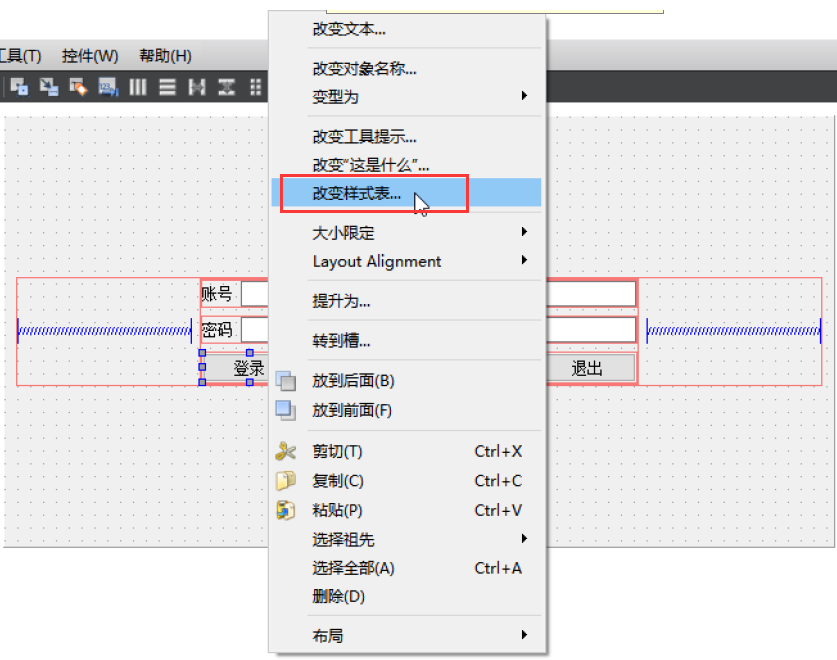 工具(T) 控件(W) 帮助(H)
改变文本...
改变对象名称...
变型为
改变工具提示...
改变“这是什么”...
改变样式表...
大小限定
Layout Alignment
提升为...
转到槽...
放到后面(B)
放到前面(F)
剪切(T) Ctrl+X
复制(C) Ctrl+C
粘贴(P) Ctrl+V
选择祖先
选择全部(A) Ctrl+A
删除(D)
布局
账号
密码
登录
退出